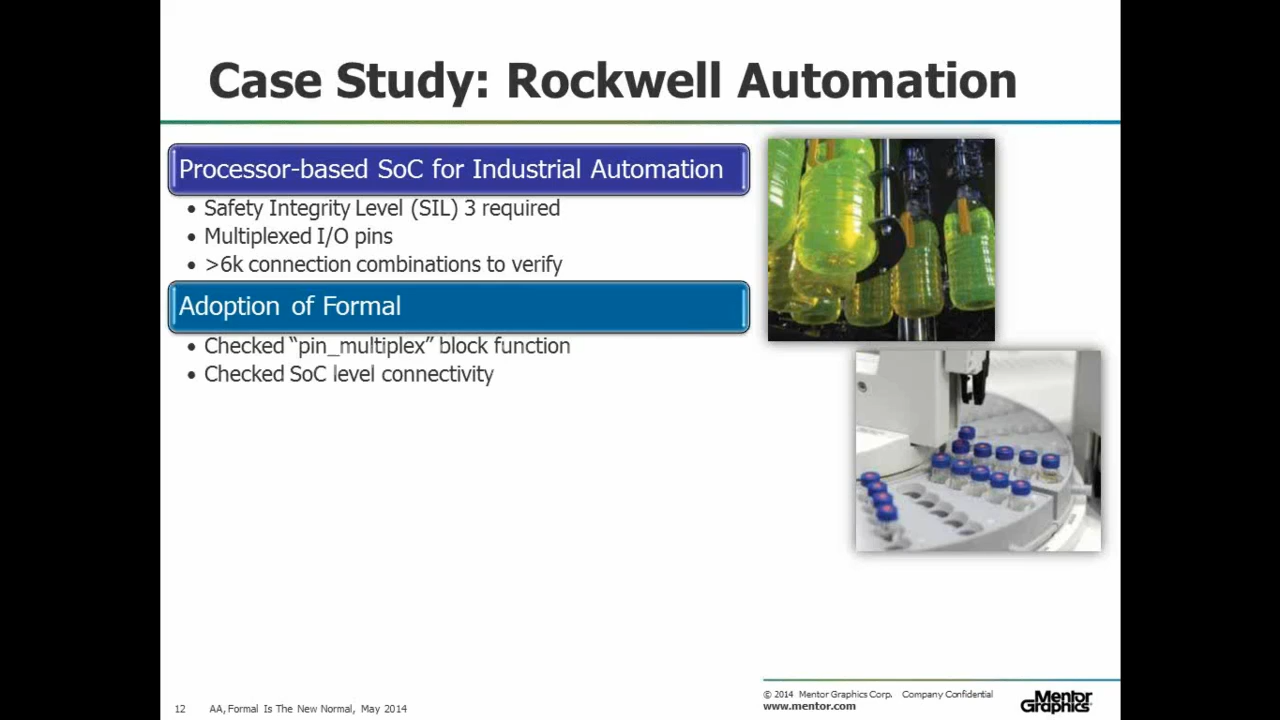 Case Study: Rockwell Automation
Processor-based SoC for Industrial Automation
• Safety Integrity Level (SIL) 3 required
• Multiplexed I/O pins
• >6k connection combinations to verify
Adoption of Formal
• Checked “pin_multiplex” block function
• Checked SoC level connectivity
12 AA, Formal Is The New Normal, May 2014
© 2014 Mentor Graphics Corp. Company Confidential
www.mentor.com
Mentor
Graphics